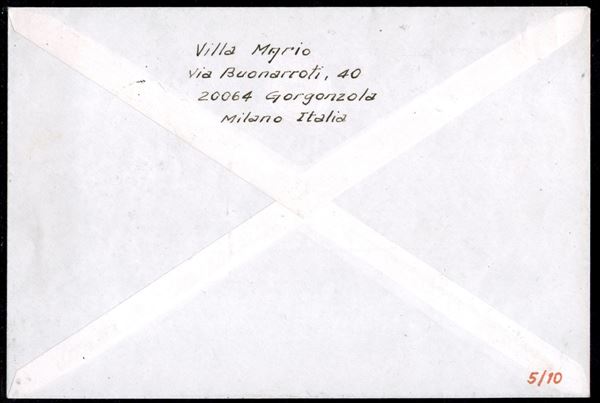 Villa Mario
Via Buonarroti, 40
20064 Gorgonzola
Milano Italia
5/10